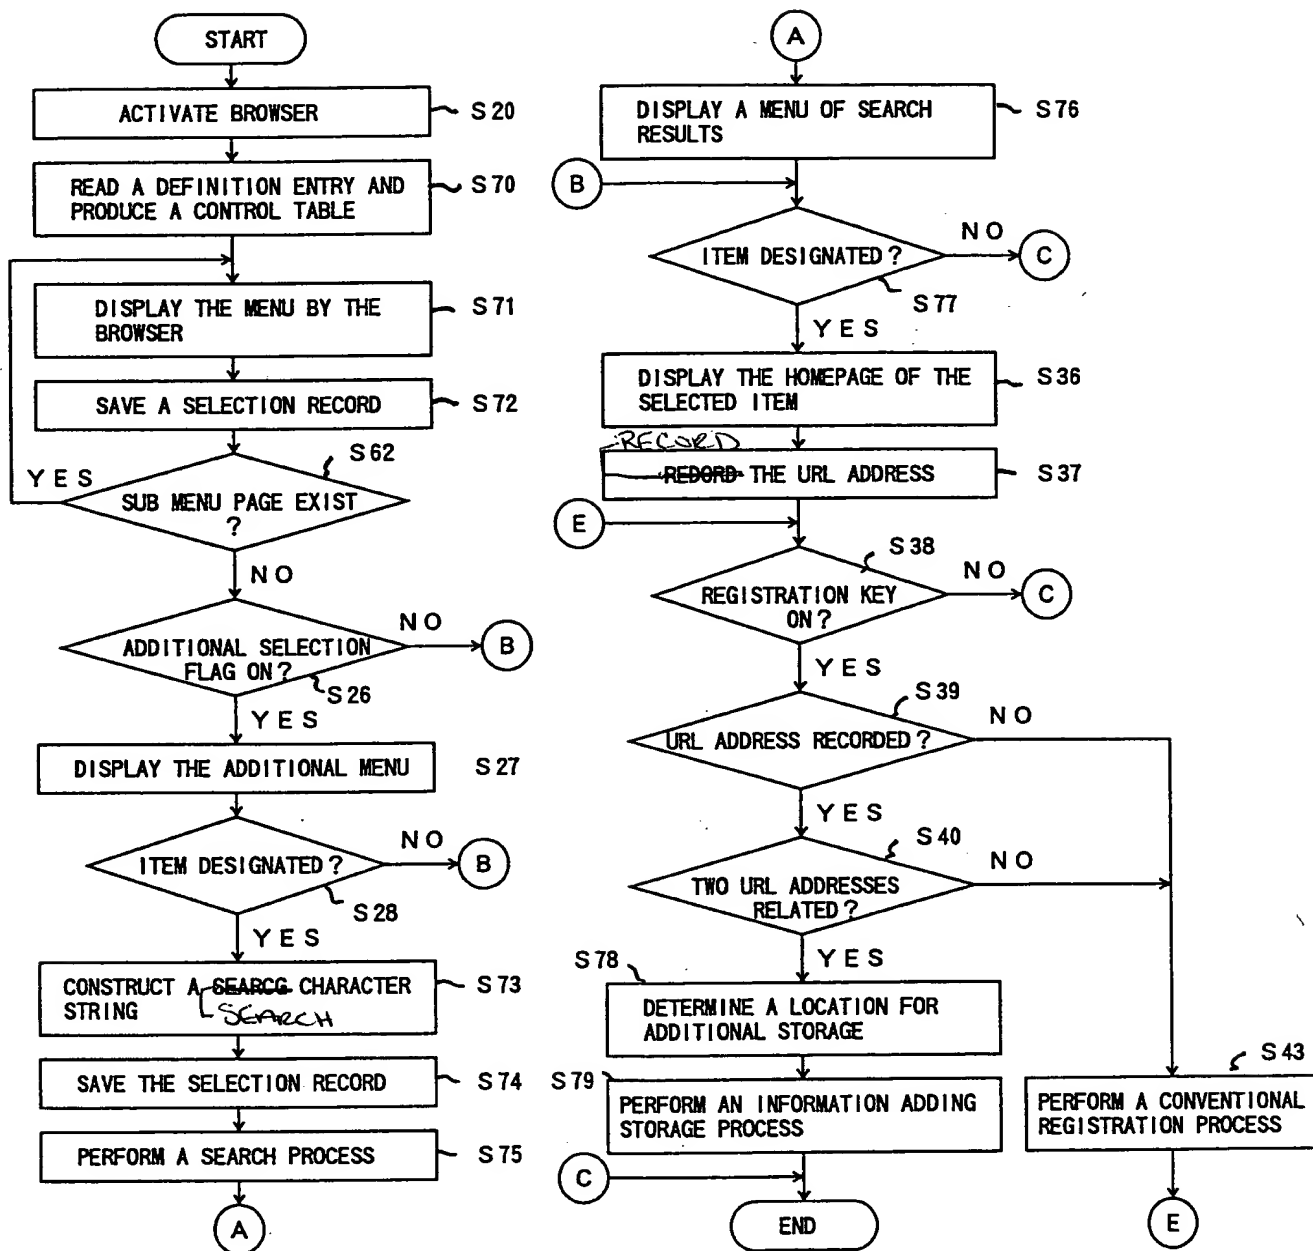 START
ACTIVATE BROWSER
S20
READ A DEFINITION ENTRY AND
PRODUCE A CONTROL TABLE
S70
DISPLAY THE MENU BY THE
BROWSER
S71
SAVE A SELECTION RECORD
S72
S62
YES
SUB MENU PAGE EXIST
?
NO
ADDITIONAL SELECTION
FLAG ON?
NO
B
S26
YES
DISPLAY THE ADDITIONAL MENU
S27
ITEM DESIGNATED?
NO
B
S28
YES
CONSTRUCT A SEARCG CHARACTER
STRING
SEARCH
S73
SAVE THE SELECTION RECORD
S74
PERFORM A SEARCH PROCESS
S75
A
A
DISPLAY A MENU OF SEARCH
RESULTS
S76
B
ITEM DESIGNATED?
NO
C
S77
YES
DISPLAY THE HOMEPAGE OF THE
SELECTED ITEM
S36
RECORD
REDORD THE URL ADDRESS
S37
E
S38
REGISTRATION KEY
ON?
NO
C
YES
S39
URL ADDRESS RECORDED?
NO
YES
S40
TWO URL ADDRESSES
RELATED?
NO
YES
S78
DETERMINE A LOCATION FOR
ADDITIONAL STORAGE
S79
PERFORM AN INFORMATION ADDING
STORAGE PROCESS
S43
PERFORM A CONVENTIONAL
REGISTRATION PROCESS
C
END
E